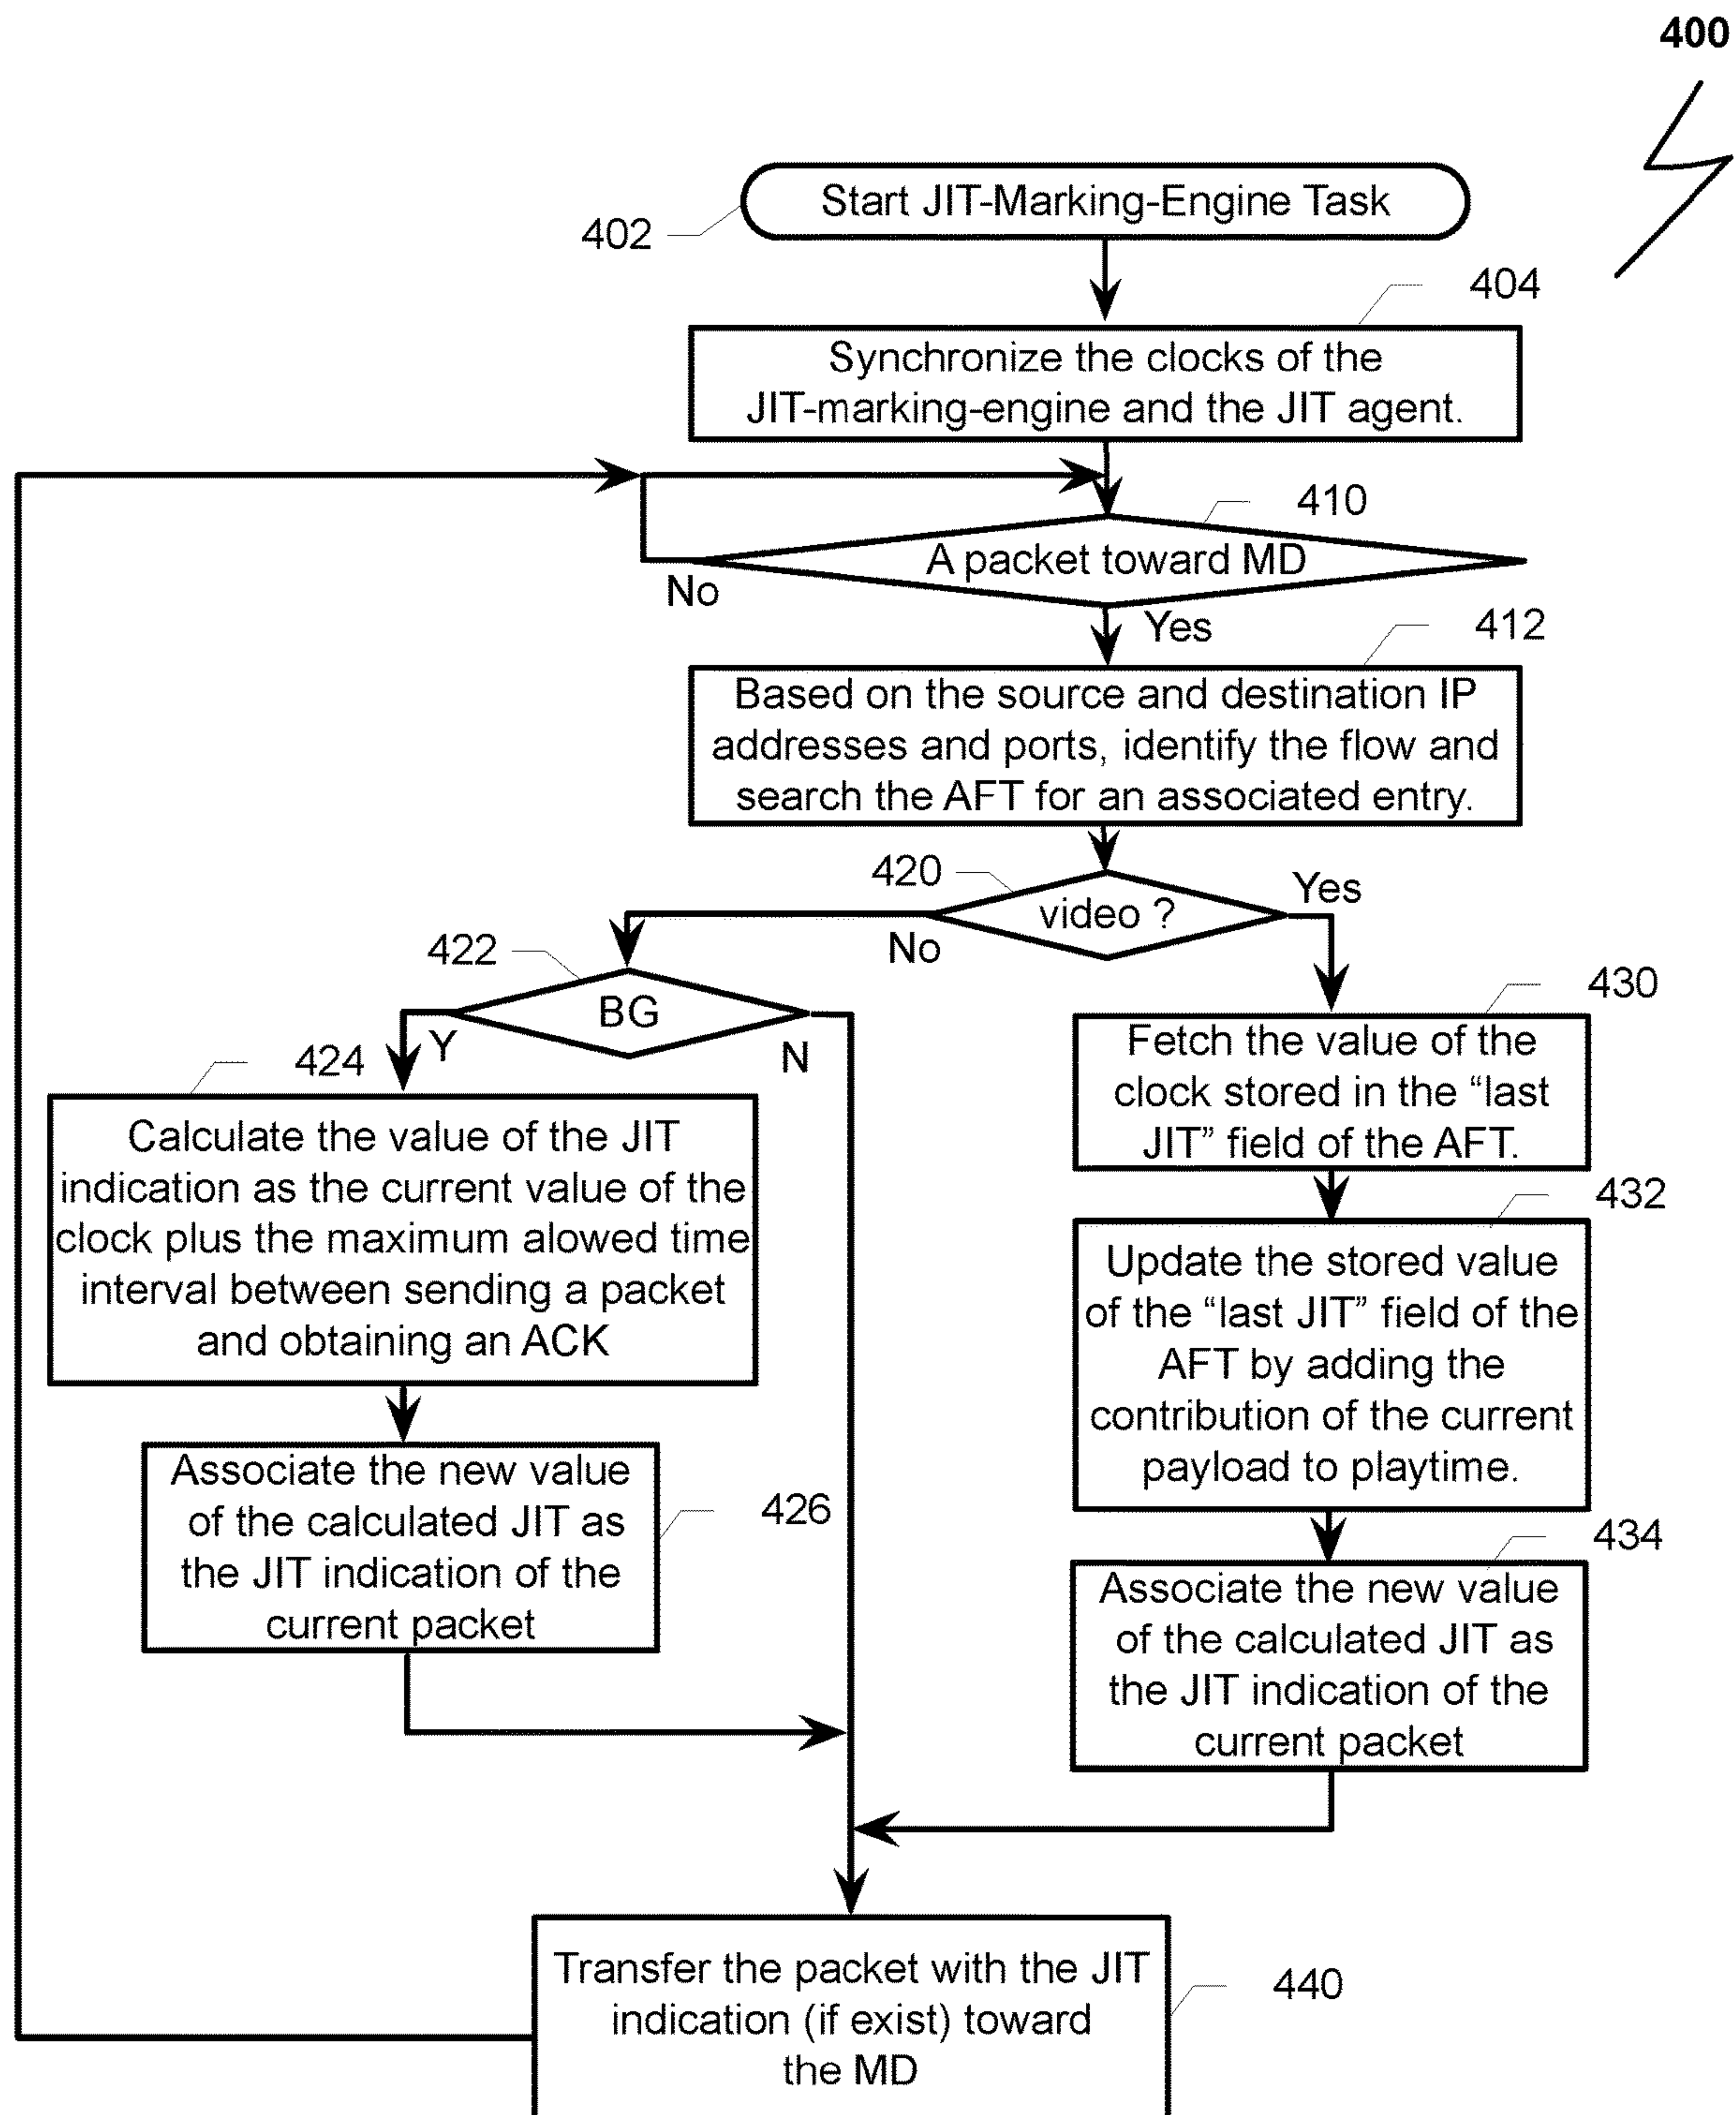 400
Start JIT-Marking-Engine Task
402
404
Synchronize the clocks of the
JIT-marking-engine and the JIT agent.
410
A packet toward MD
No
Yes
412
Based on the source and destination IP
addresses and ports, identify the flow and
search the AFT for an associated entry.
420
video ?
Yes
No
422
BG
Y
N
424
Calculate the value of the JIT
indication as the current value of the
clock plus the maximum alowed time
interval between sending a packet
and obtaining an ACK
Associate the new value
of the calculated JIT as
the JIT indication of the
current packet
426
430
Fetch the value of the
clock stored in the “last
JIT” field of the AFT.
432
Update the stored value
of the “last JIT” field of the
AFT by adding the
contribution of the current
payload to playtime.
434
Associate the new value
of the calculated JIT as
the JIT indication of the
current packet
Transfer the packet with the JIT
indication (if exist) toward
the MD
440